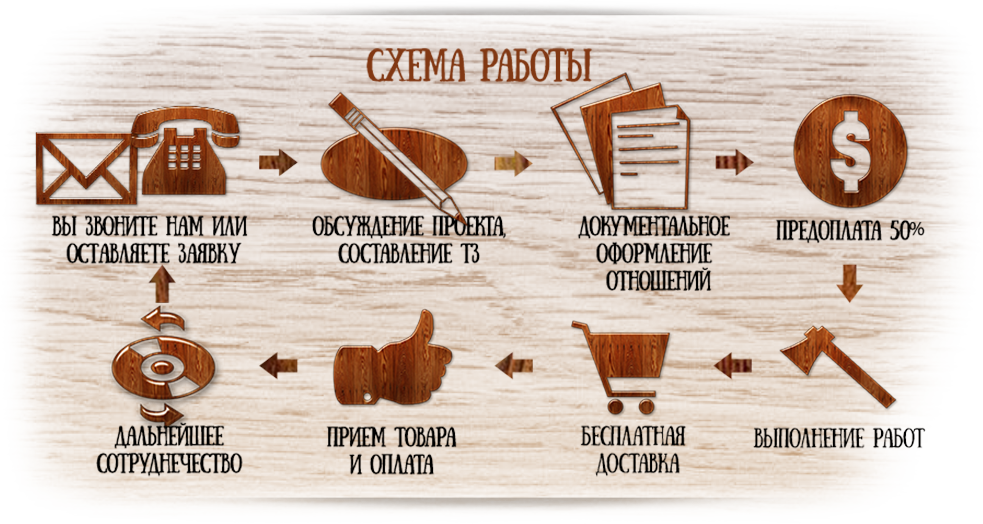 СХЕМА РАБОТЫ
ВЫ ЗВОНИТЕ НАМ ИЛИ
ОСТАВЛЯЕТЕ ЗАЯВКУ
ОБСУЖДЕНИЕ ПРОЕКТА,
СОСТАВЛЕНИЕ ТЗ
ДОКУМЕНТАЛЬНОЕ
ОФОРМЛЕНИЕ
ОТНОШЕНИЙ
$
ПРЕДОПЛАТА 50%
ВЫПОЛНЕНИЕ РАБОТ
БЕСПЛАТНАЯ
ДОСТАВКА
ПРИЕМ ТОВАРА
И ОПЛАТА
ДАЛЬНЕЙШЕЕ
СОТРУДНЕЧЕСТВО